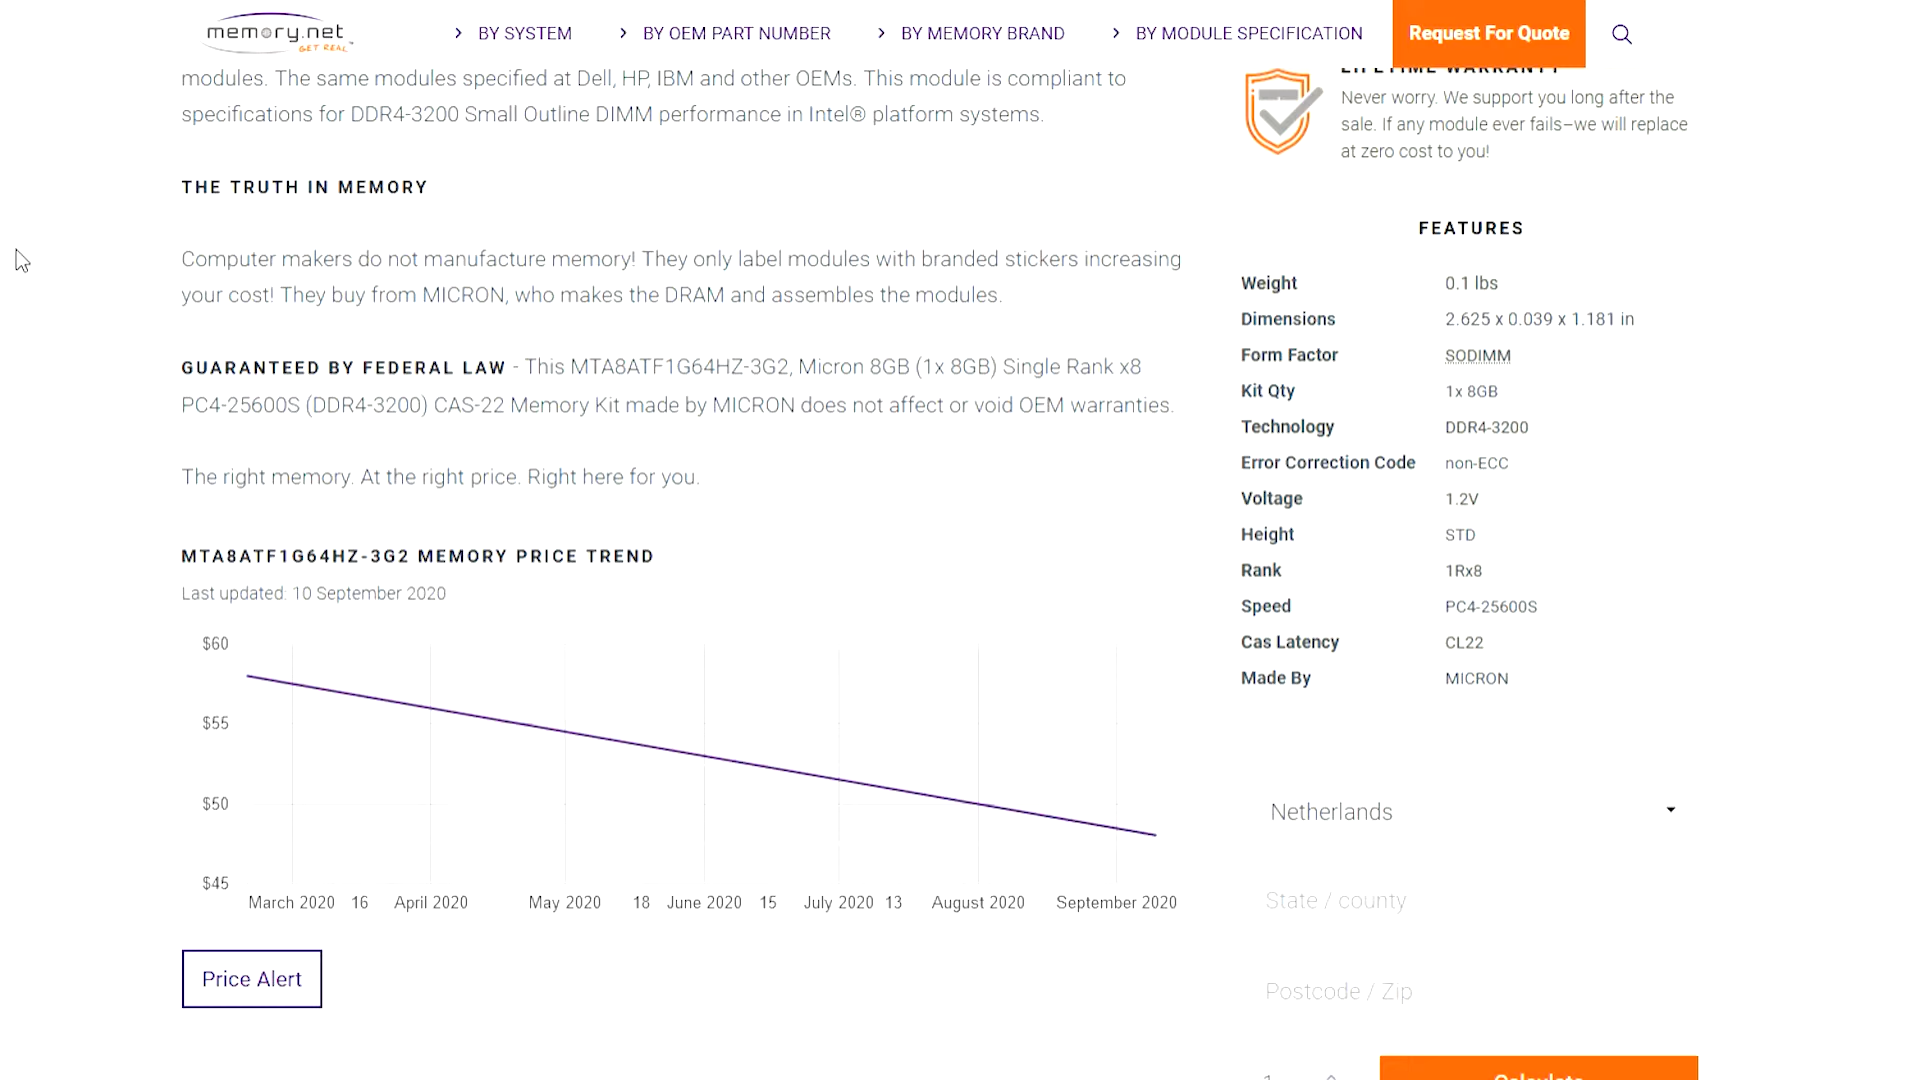 memory.net
GET REAL™
BY SYSTEM
BY OEM PART NUMBER
BY MEMORY BRAND
BY MODULE SPECIFICATION
Request For Quote
modules. The same modules specified at Dell, HP, IBM and other OEMs. This module is compliant to
specifications for DDR4-3200 Small Outline DIMM performance in Intel® platform systems.
THE TRUTH IN MEMORY
Computer makers do not manufacture memory! They only label modules with branded stickers increasing
your cost! They buy from MICRON, who makes the DRAM and assembles the modules.
GUARANTEED BY FEDERAL LAW - This MTA8ATF1G64HZ-3G2, Micron 8GB (1x 8GB) Single Rank x8
PC4-25600S (DDR4-3200) CAS-22 Memory Kit made by MICRON does not affect or void OEM warranties.
The right memory. At the right price. Right here for you.
MTA8ATF1G64HZ-3G2 MEMORY PRICE TREND
Last updated: 10 September 2020
$60
$55
$50
$45
March 2020 16 April 2020 May 2020 18 June 2020 15 July 2020 13 August 2020 September 2020
Price Alert
LIFETIME WARRANTY
Never worry. We support you long after the
sale. If any module ever fails–we will replace
at zero cost to you!
FEATURES
Weight 0.1 lbs
Dimensions 2.625 x 0.039 x 1.181 in
Form Factor SODIMM
Kit Qty 1x 8GB
Technology DDR4-3200
Error Correction Code non-ECC
Voltage 1.2V
Height STD
Rank 1Rx8
Speed PC4-25600S
Cas Latency CL22
Made By MICRON
Netherlands
State / county
Postcode / Zip
1
Calculate